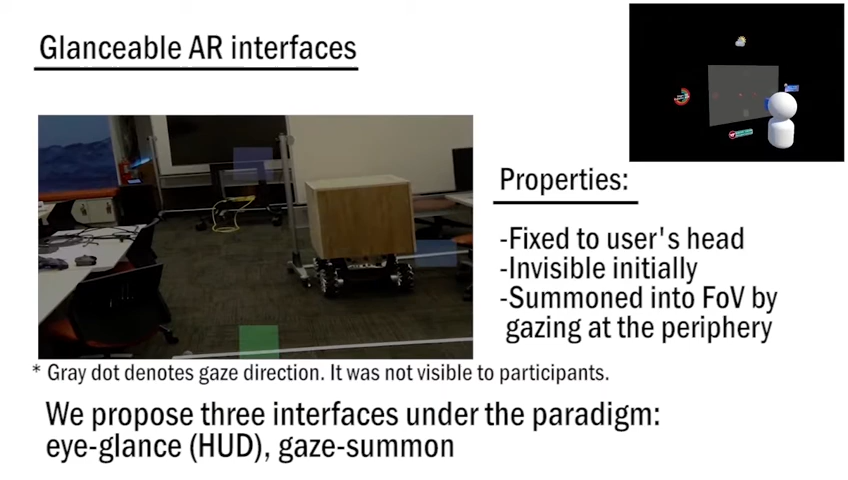 Glanceable AR interfaces
Properties:
-Fixed to user's head
-Invisible initially
-Summoned into FoV by
gazing at the periphery
* Gray dot denotes gaze direction. It was not visible to participants.
We propose three interfaces under the paradigm:
eye-glance (HUD), gaze-summon